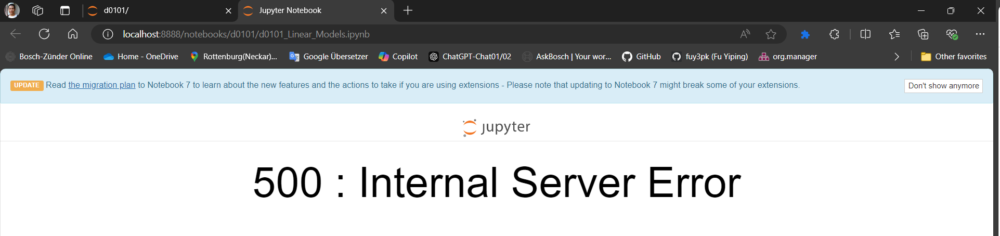 d0101/
Jupyter Notebook
localhost:8888/notebooks/d0101/d0101_Linear_Models.ipynb
Bosch-Zünder Online
Home - OneDrive
Rottenburg(Neckar)...
Google Übersetzer
Copilot
ChatGPT-Chat01/02
AskBosch | Your wor...
GitHub
fuy3pk (Fu Yiping)
org.manager
Other favorites
UPDATE Read the migration plan to Notebook 7 to learn about the new features and the actions to take if you are using extensions - Please note that updating to Notebook 7 might break some of your extensions.
Don't show anymore
jupyter
500 : Internal Server Error